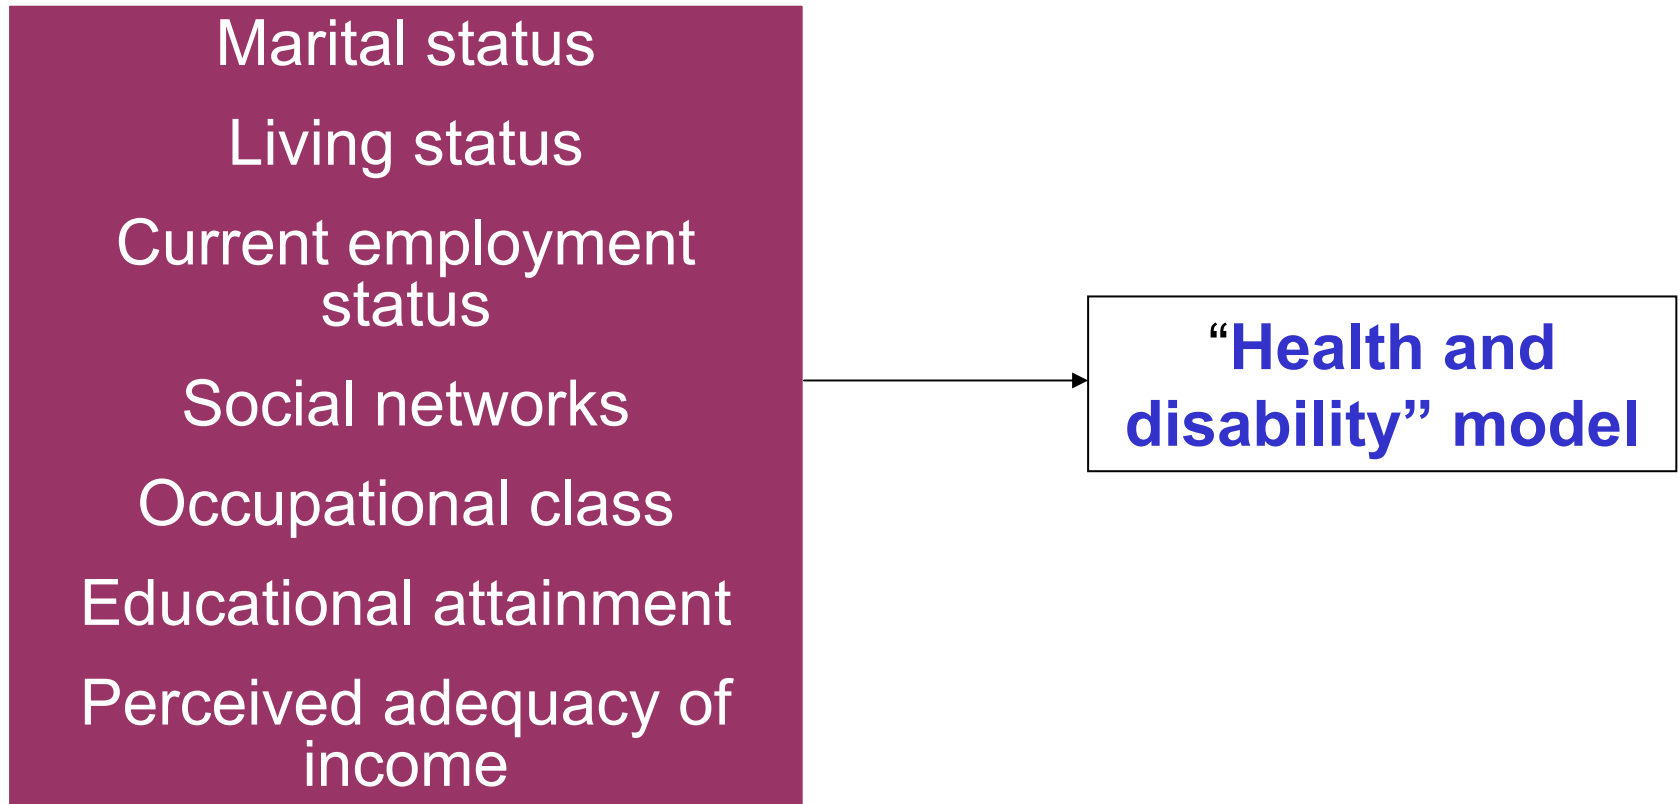 Marital status
Living status
Current employment
status
Social networks
Occupational class
Educational attainment
Perceived adequacy of
income
“Health and
disability” model